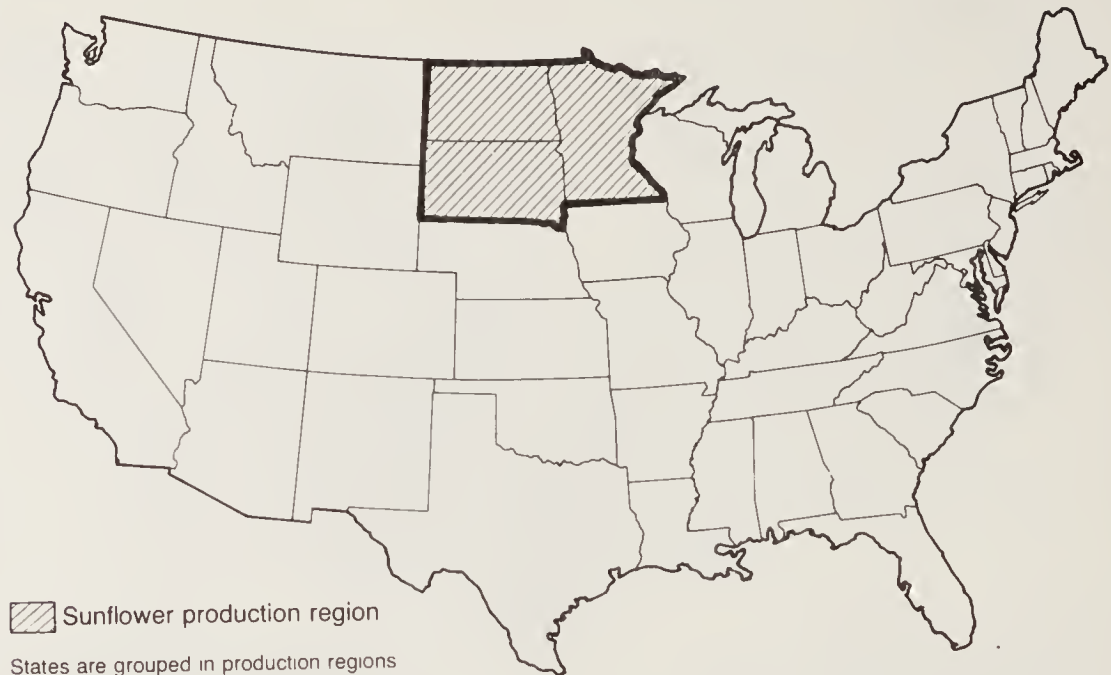 Sunflower production region
States are grouped in production regions